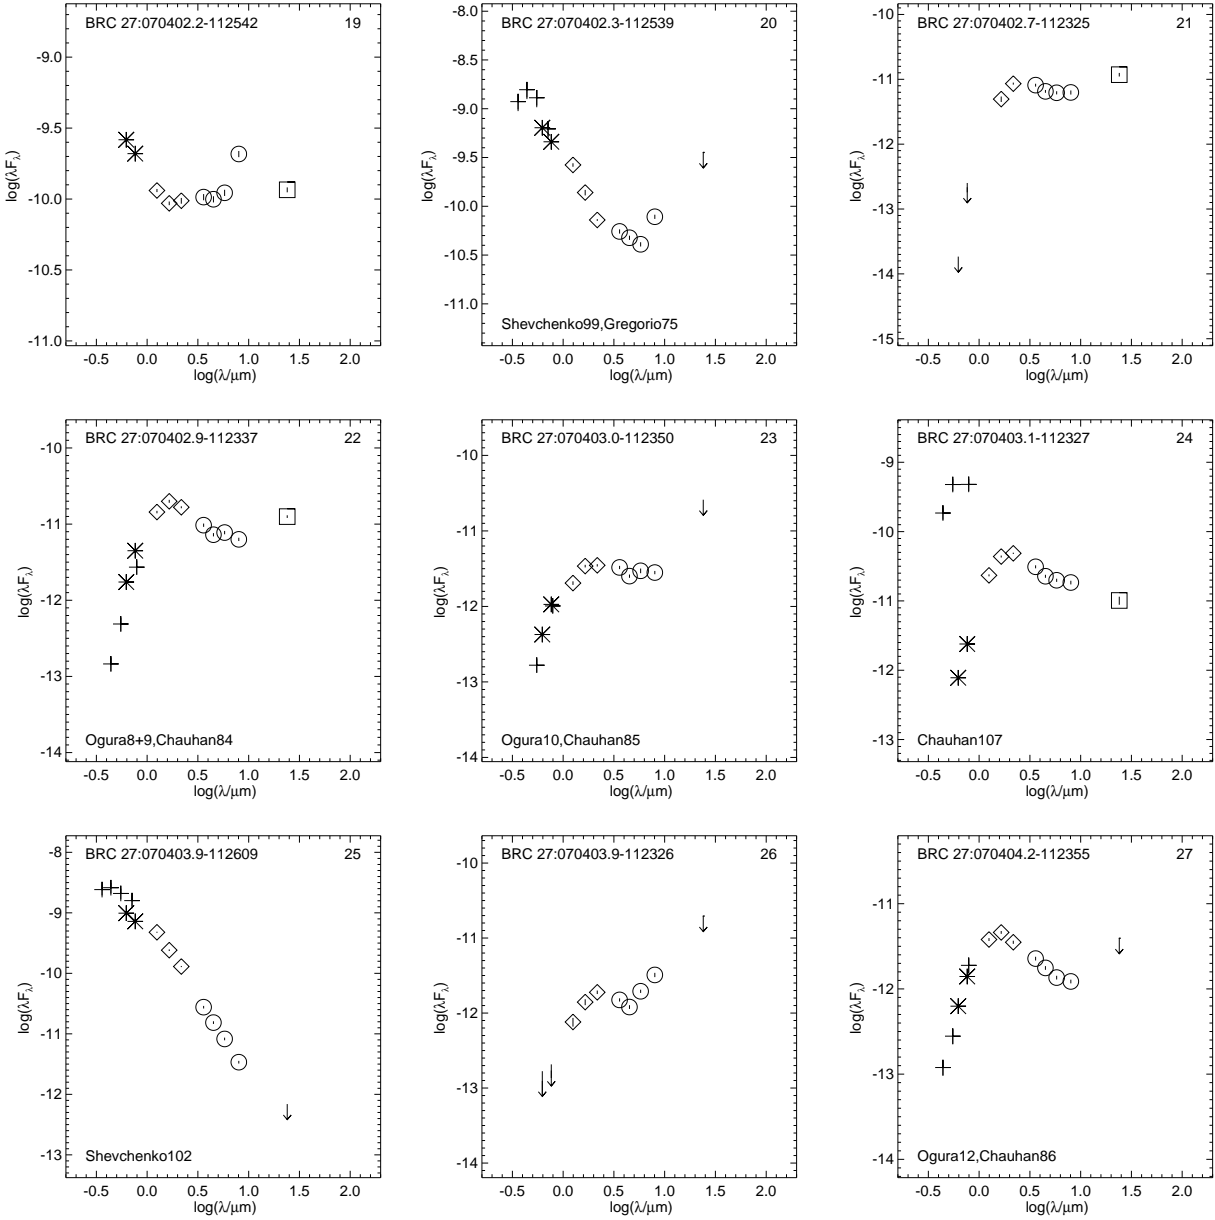 BRC 27:070402.2-112542 19
-9.0
-9.5
-10.0
-10.5
-11.0
log(λFλ)
-0.5 0.0 0.5 1.0 1.5 2.0
log(λ/μm)
BRC 27:070402.3-112539 20
-8.0
-8.5
-9.0
-9.5
-10.0
-10.5
-11.0
log(λFλ)
Shevchenko99,Gregorio75
-0.5 0.0 0.5 1.0 1.5 2.0
log(λ/μm)
BRC 27:070402.7-112325 21
-10
-11
-12
-13
-14
-15
log(λFλ)
-0.5 0.0 0.5 1.0 1.5 2.0
log(λ/μm)
BRC 27:070402.9-112337 22
-10
-11
-12
-13
-14
log(λFλ)
Ogura8+9,Chauhan84
-0.5 0.0 0.5 1.0 1.5 2.0
log(λ/μm)
BRC 27:070403.0-112350 23
-10
-11
-12
-13
-14
log(λFλ)
Ogura10,Chauhan85
-0.5 0.0 0.5 1.0 1.5 2.0
log(λ/μm)
BRC 27:070403.1-112327 24
-9
-10
-11
-12
-13
log(λFλ)
Chauhan107
-0.5 0.0 0.5 1.0 1.5 2.0
log(λ/μm)
BRC 27:070403.9-112609 25
-8
-9
-10
-11
-12
-13
log(λFλ)
Shevchenko102
-0.5 0.0 0.5 1.0 1.5 2.0
log(λ/μm)
BRC 27:070403.9-112326 26
-10
-11
-12
-13
-14
log(λFλ)
-0.5 0.0 0.5 1.0 1.5 2.0
log(λ/μm)
BRC 27:070404.2-112355 27
-11
-12
-13
-14
log(λFλ)
Ogura12,Chauhan86
-0.5 0.0 0.5 1.0 1.5 2.0
log(λ/μm)